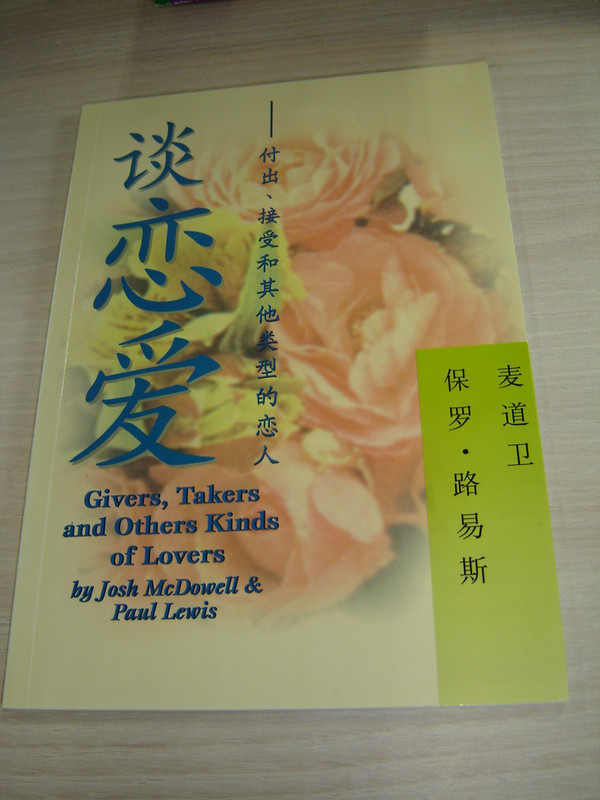 谈恋爱
——付出、接受和其他类型的恋人
Givers, Takers
and Others Kinds
of Lovers
by Josh McDowell &
Paul Lewis
麦道卫
保罗·路易斯